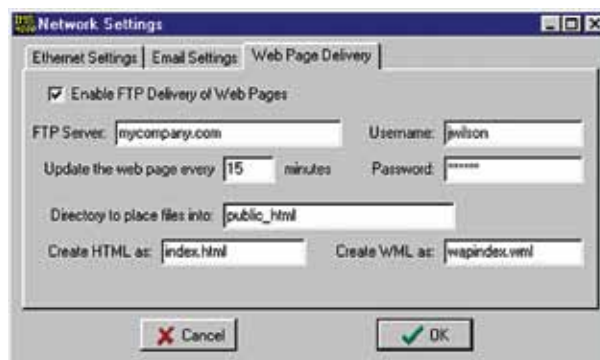 Network Settings
Ethernet Settings Email Settings Web Page Delivery
Enable FTP Delivery of Web Pages
FTP Server: mycompany.com Username: jwilson
Update the web page every 15 minutes Password: ******
Directory to place files into: public_html
Create HTML as: index.html Create WML as: wapindex.wml
Cancel OK